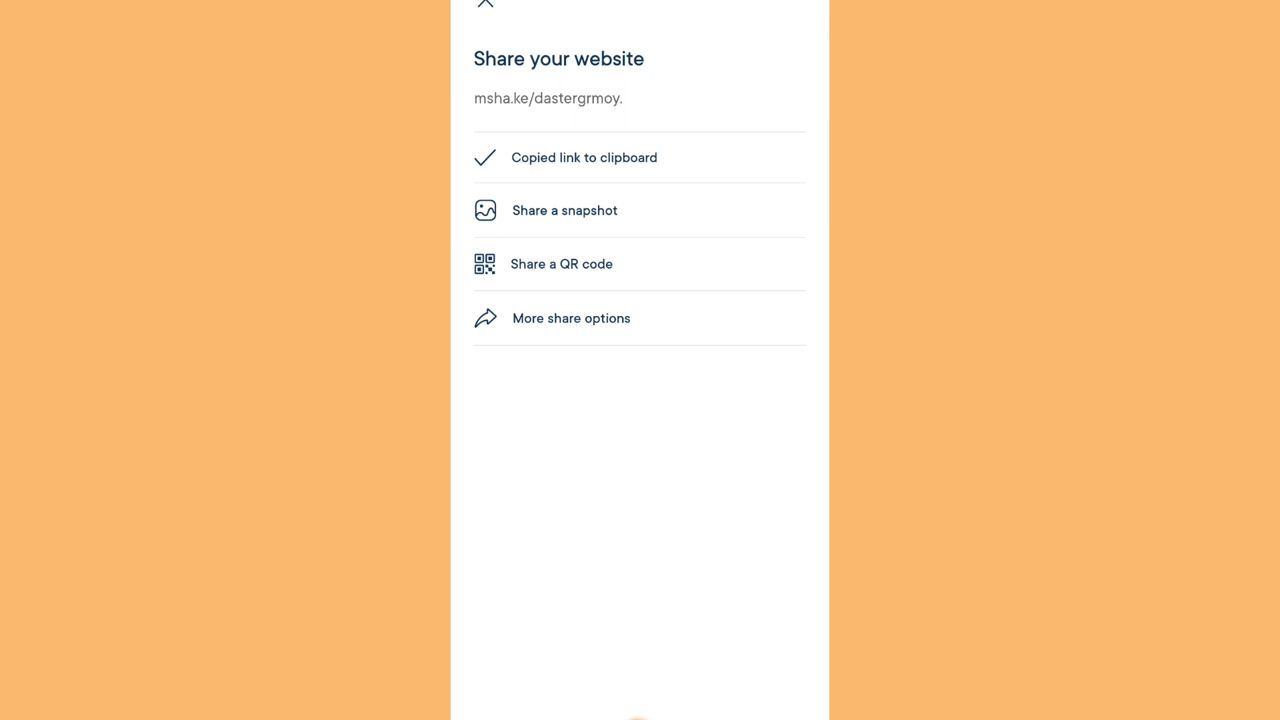 Share your website
msha.ke/dastergrmoy.
Copied link to clipboard
Share a snapshot
Share a QR code
More share options